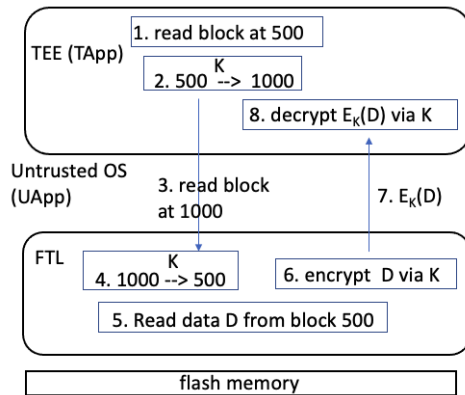 1. read block at 500
TEE (TApp)
K
2. 500 --> 1000
8. decrypt E_K(D) via K
Untrusted OS
(UApp)
3. read block
at 1000
7. E_K(D)
FTL
K
4. 1000 --> 500
6. encrypt D via K
5. Read data D from block 500
flash memory